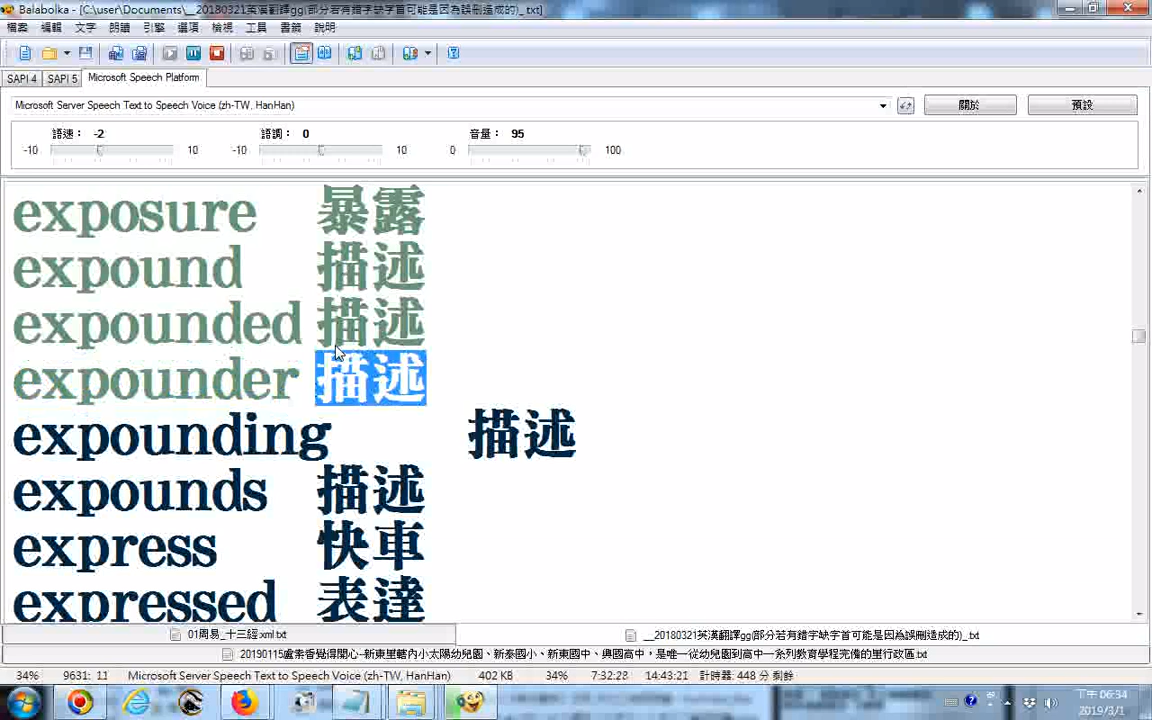 Balabolka - [C:\user\Documents\__20180321英漢翻譯gg(部分若有錯字缺字首可能是因為誤刪造成的)_.txt]
檔案 編輯 文字 朗讀 引擎 選項 檢視 工具 書籤 說明
SAPI 4 SAPI 5 Microsoft Speech Platform
Microsoft Server Speech Text to Speech Voice (zh-TW, HanHan) 關於 預設
語速： -2 語調： 0 音量： 95
-10 10 -10 10 0 100
exposure 暴露
expound 描述
expounded 描述
expounder 描述
expounding 描述
expounds 描述
express 快車
expressed 表達
01周易_十三經.xml.txt __20180321英漢翻譯gg(部分若有錯字缺字首可能是因為誤刪造成的)_.txt
20190115盧素香覺得開心-新東里轄內小太陽幼兒園、新泰國小、新東國中、興國高中，是唯一從幼兒園到高中一系列教育學程完備的里行政區.txt
34% 9631: 11 Microsoft Server Speech Text to Speech Voice (zh-TW, HanHan) 402 KB 34% 7:32:28 14:43:21 計時器: 448 分 剩餘
下午 06:34
2019/3/1